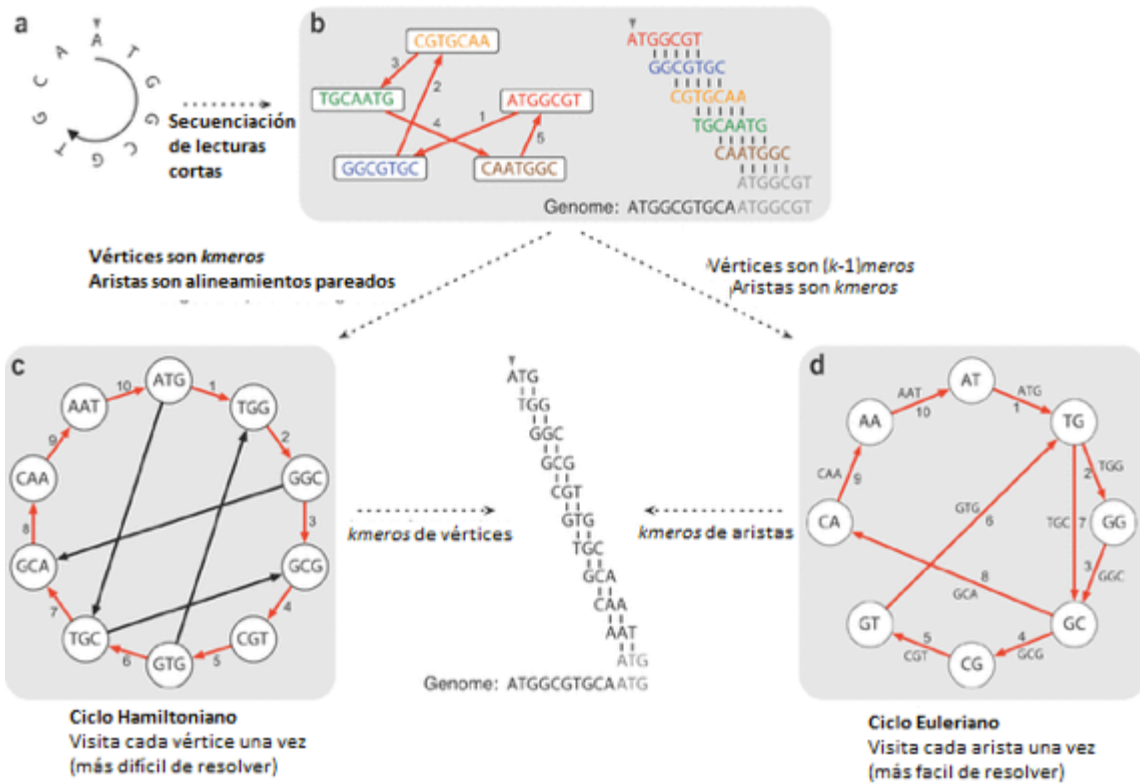 a
A
T
G
G
C
G
T
G
C
A
Secuenciación
de lecturas
cortas
b
CGTGCAA
TGCAATG
ATGGCGT
GGCGTGC
CAATGGC
3
2
1
4
5
ATGGCGT
GGCGTGC
CGTGCAA
TGCAATG
CAATGGC
ATGGCGT
Genome: ATGGCGTGCAATGGCGT
Vértices son kmeros
Aristas son alineamientos pareados
Vértices son (k-1)meros
Aristas son kmeros
c
ATG
TGG
GGC
GCG
CGT
GTG
TGC
GCA
CAA
AAT
1
2
3
4
5
6
7
8
9
10
Ciclo Hamiltoniano
Visita cada vértice una vez
(más difícil de resolver)
kmeros de vértices
ATG
TGG
GGC
GCG
CGT
GTG
TGC
GCA
CAA
AAT
ATG
Genome: ATGGCGTGCAATG
kmeros de aristas
d
AT
TG
GG
GC
CG
GT
CA
AA
ATG
1
TGG
2
GGC
3
4
GCG
5
CGT
GTG
6
TGC 7
8
GCA
CAA
9
AAT
10
Ciclo Euleriano
Visita cada arista una vez
(más facil de resolver)